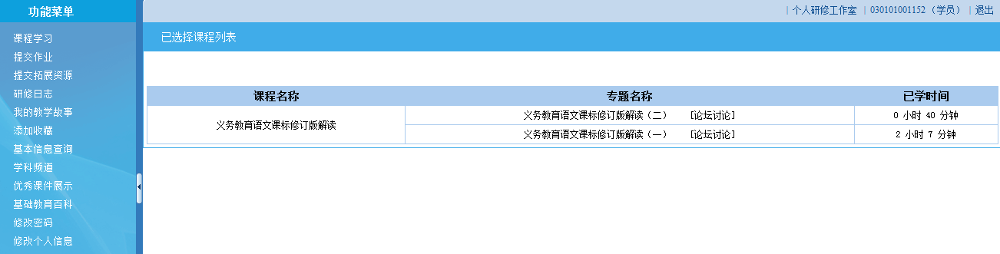 功能菜单
课程学习
提交作业
提交拓展资源
研修日志
我的教学故事
添加收藏
基本信息查询
学科频道
优秀课件展示
基础教育百科
修改密码
修改个人信息
| 个人研修工作室 | 030101001152 （学员） | 退出
已选择课程列表
课程名称 专题名称 已学时间
义务教育语文课标修订版解读
义务教育语文课标修订版解读（二） [论坛讨论] 0 小时 40 分钟
义务教育语文课标修订版解读（一） [论坛讨论] 2 小时 7 分钟